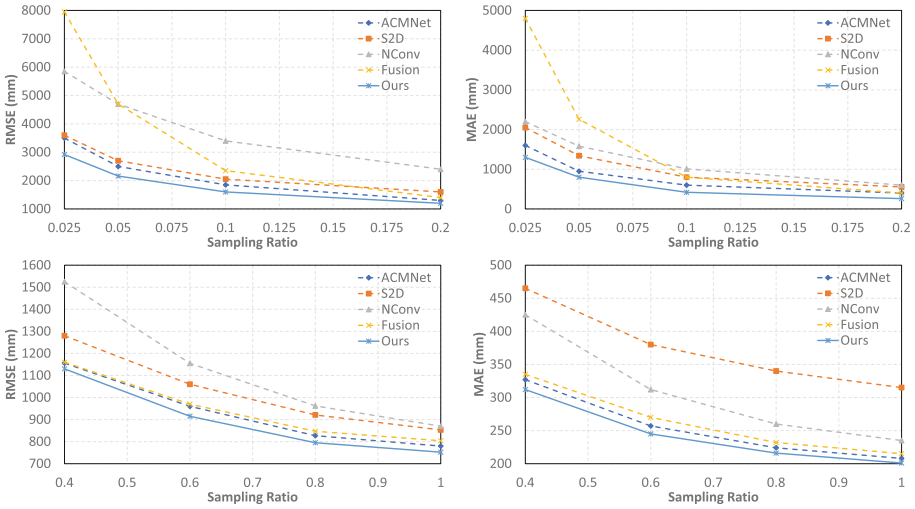 RMSE (mm)
8000
7000
6000
5000
4000
3000
2000
1000
0.025 0.05 0.075 0.1 0.125 0.15 0.175 0.2
Sampling Ratio
ACMNet
S2D
NConv
Fusion
Ours
MAE (mm)
5000
4000
3000
2000
1000
0
0.025 0.05 0.075 0.1 0.125 0.15 0.175 0.2
Sampling Ratio
ACMNet
S2D
NConv
Fusion
Ours
RMSE (mm)
1600
1500
1400
1300
1200
1100
1000
900
800
700
0.4 0.5 0.6 0.7 0.8 0.9 1
Sampling Ratio
ACMNet
S2D
NConv
Fusion
Ours
MAE (mm)
500
450
400
350
300
250
200
0.4 0.5 0.6 0.7 0.8 0.9 1
Sampling Ratio
ACMNet
S2D
NConv
Fusion
Ours